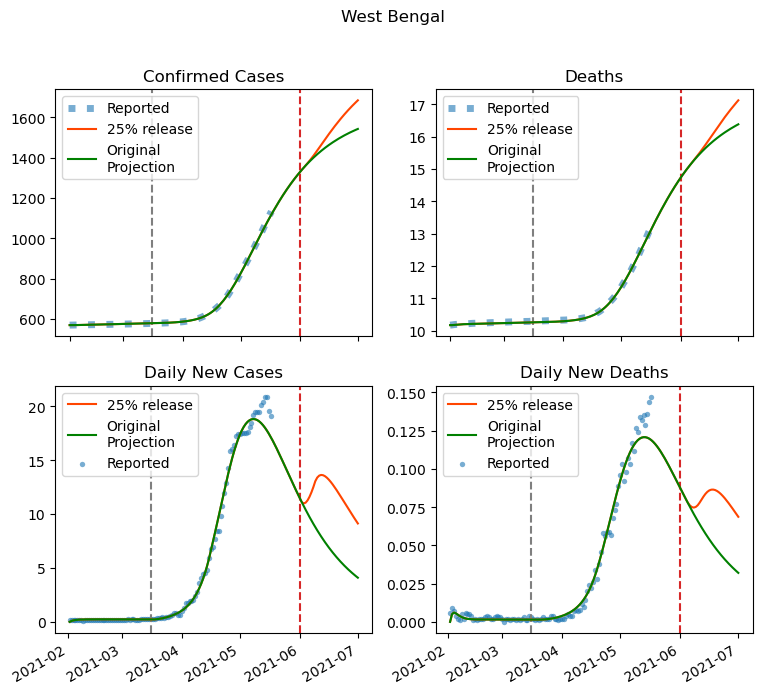 West Bengal
Confirmed Cases
Reported
25% release
Original
Projection
1600
1400
1200
1000
800
600
Deaths
Reported
25% release
Original
Projection
17
16
15
14
13
12
11
10
Daily New Cases
25% release
Original
Projection
Reported
20
15
10
5
0
2021-02
2021-03
2021-04
2021-05
2021-06
2021-07
Daily New Deaths
25% release
Original
Projection
Reported
0.150
0.125
0.100
0.075
0.050
0.025
0.000
2021-02
2021-03
2021-04
2021-05
2021-06
2021-07